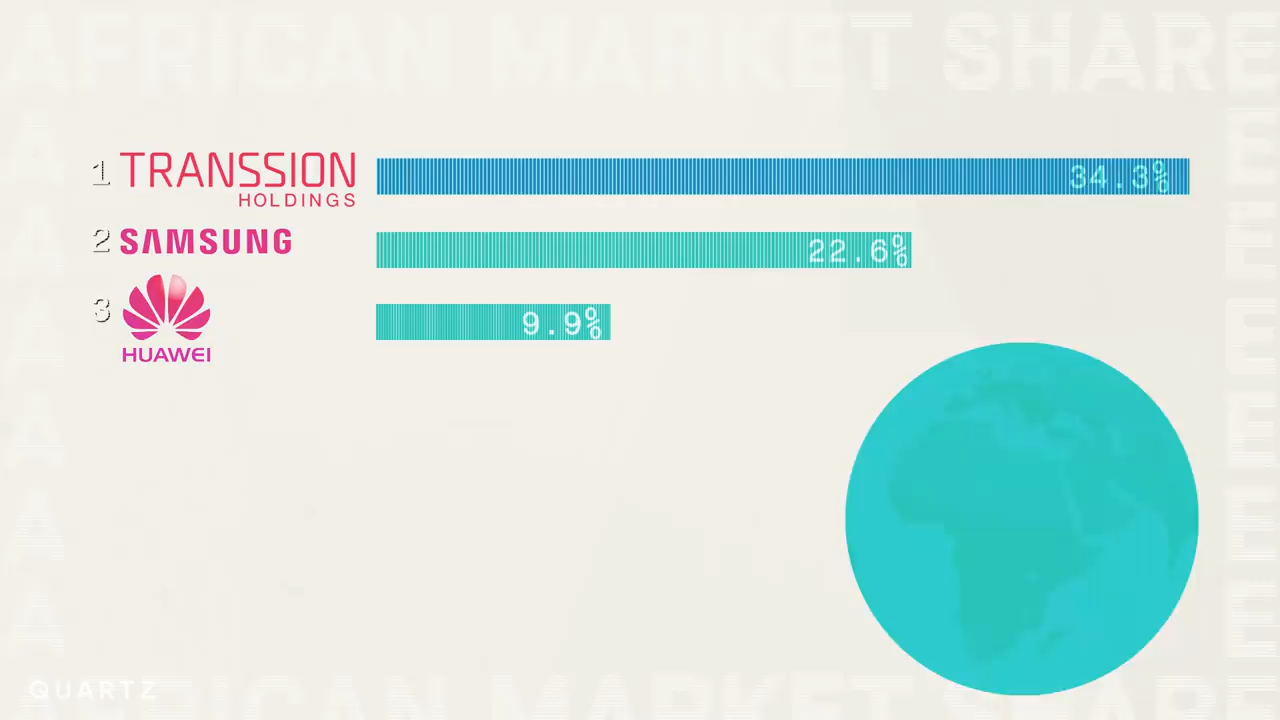 AFRICAN MARKET SHARE
1 TRANSSION
HOLDINGS
34.3%
2 SAMSUNG
22.6%
3
HUAWEI
9.9%
QUARTZ
AFRICAN MARKET SHARE